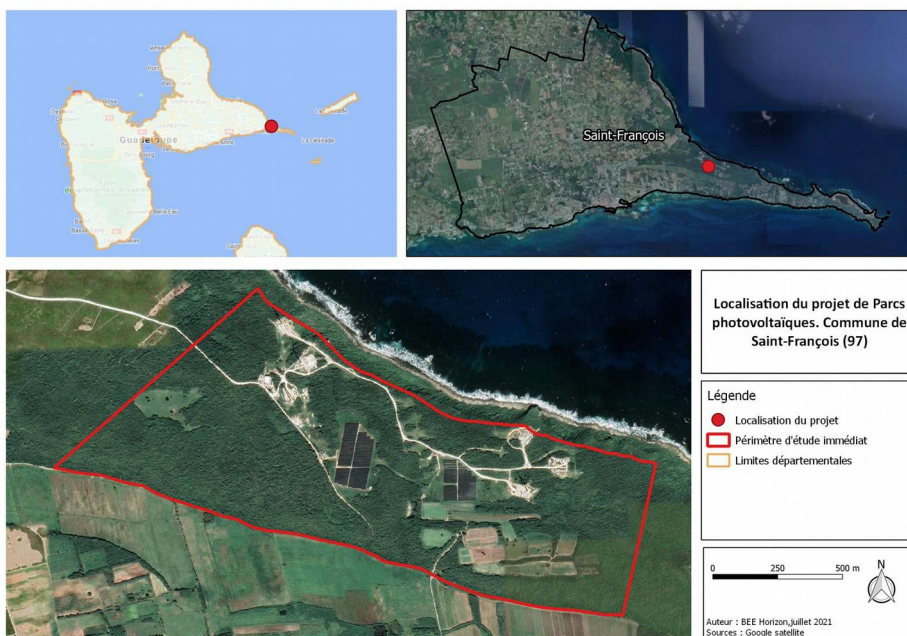 Guadeloupe
La Désirade
Saint-François
Localisation du projet de Parcs
photovoltaïques. Commune de
Saint-François (97)
Légende
Localisation du projet
Périmètre d'étude immédiat
Limites départementales
0 250 500 m
N
Auteur : BEE Horizon,juillet 2021
Sources : Google satellite